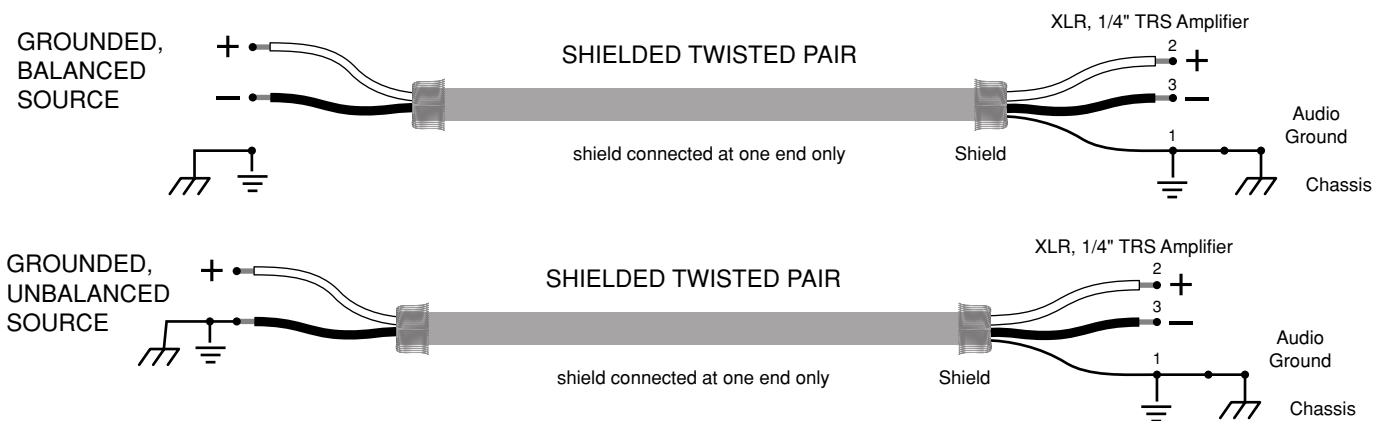 XLR, 1/4" TRS Amplifier
GROUNDED,
BALANCED
SOURCE
+
−
SHIELDED TWISTED PAIR
2
+
3
−
Audio
Ground
1
shield connected at one end only
Shield
Chassis
XLR, 1/4" TRS Amplifier
GROUNDED,
UNBALANCED
SOURCE
+
SHIELDED TWISTED PAIR
2
+
3
−
Audio
Ground
1
shield connected at one end only
Shield
Chassis